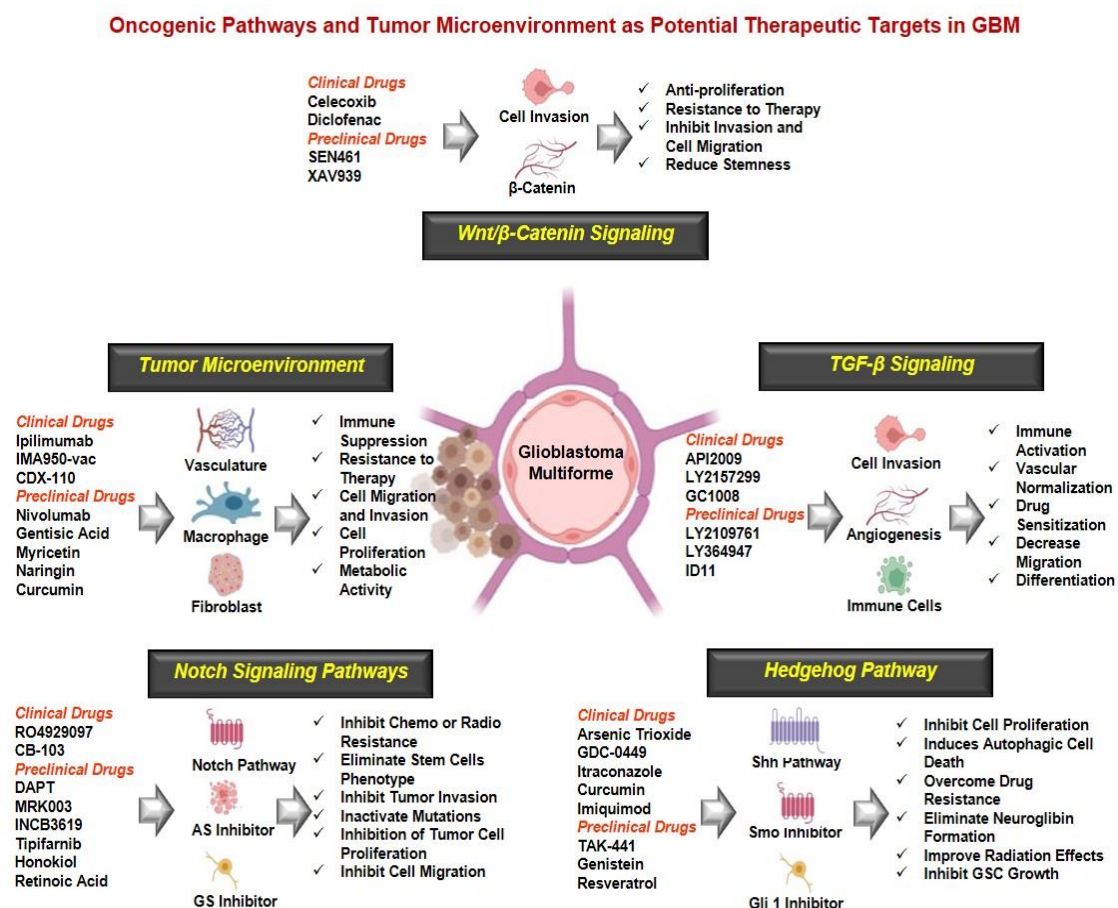 Oncogenic Pathways and Tumor Microenvironment as Potential Therapeutic Targets in GBM
Clinical Drugs
Celecoxib
Diclofenac
Preclinical Drugs
SEN461
XAV939
Cell Invasion
β-Catenin
✓ Anti-proliferation
✓ Resistance to Therapy
✓ Inhibit Invasion and
Cell Migration
✓ Reduce Stemness
Wnt/β-Catenin Signaling
Tumor Microenvironment
Clinical Drugs
Ipilimumab
IMA950-vac
CDX-110
Preclinical Drugs
Nivolumab
Gentisic Acid
Myricetin
Naringin
Curcumin
Vasculature
Macrophage
Fibroblast
✓ Immune
Suppression
✓ Resistance to
Therapy
✓ Cell Migration
and Invasion
✓ Cell
Proliferation
✓ Metabolic
Activity
Glioblastoma
Multiforme
TGF-β Signaling
Clinical Drugs
API2009
LY2157299
GC1008
Preclinical Drugs
LY2109761
LY364947
ID11
Cell Invasion
Angiogenesis
Immune Cells
✓ Immune
Activation
✓ Vascular
Normalization
✓ Drug
Sensitization
✓ Decrease
Migration
✓ Differentiation
Notch Signaling Pathways
Clinical Drugs
RO4929097
CB-103
Preclinical Drugs
DAPT
MRK003
INCB3619
Tipifarnib
Honokiol
Retinoic Acid
Notch Pathway
AS Inhibitor
GS Inhibitor
✓ Inhibit Chemo or Radio
Resistance
✓ Eliminate Stem Cells
Phenotype
✓ Inhibit Tumor Invasion
✓ Inactivate Mutations
✓ Inhibition of Tumor Cell
Proliferation
✓ Inhibit Cell Migration
Hedgehog Pathway
Clinical Drugs
Arsenic Trioxide
GDC-0449
Itraconazole
Curcumin
Imiquimod
Preclinical Drugs
TAK-441
Genistein
Resveratrol
Shh Pathway
Smo Inhibitor
Gli 1 Inhibitor
✓ Inhibit Cell Proliferation
✓ Induces Autophagic Cell
Death
✓ Overcome Drug
Resistance
✓ Eliminate Neuroglibin
Formation
✓ Improve Radiation Effects
✓ Inhibit GSC Growth